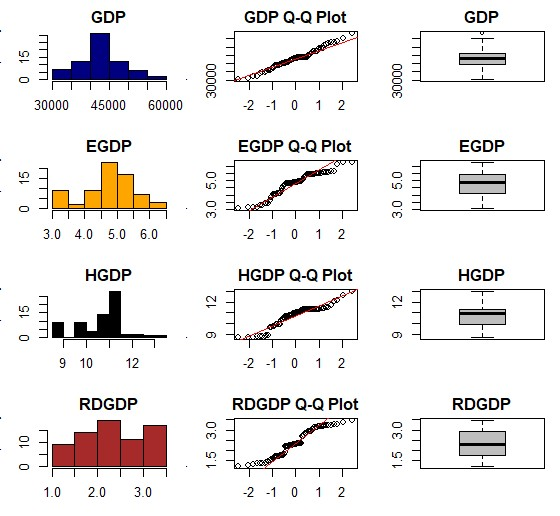 GDP GDP Q-Q Plot GDP
0 15
30000 45000 60000
30000
-2 -1 0 1 2
30000
EGDP EGDP Q-Q Plot EGDP
0 15
3.0 4.0 5.0 6.0
3.0 5.0
-2 -1 0 1 2
3.0 5.0
HGDP HGDP Q-Q Plot HGDP
0 15
9 10 12
9 12
-2 -1 0 1 2
9 12
RDGDP RDGDP Q-Q Plot RDGDP
0 10
1.0 2.0 3.0
1.5 3.0
-2 -1 0 1 2
1.5 3.0